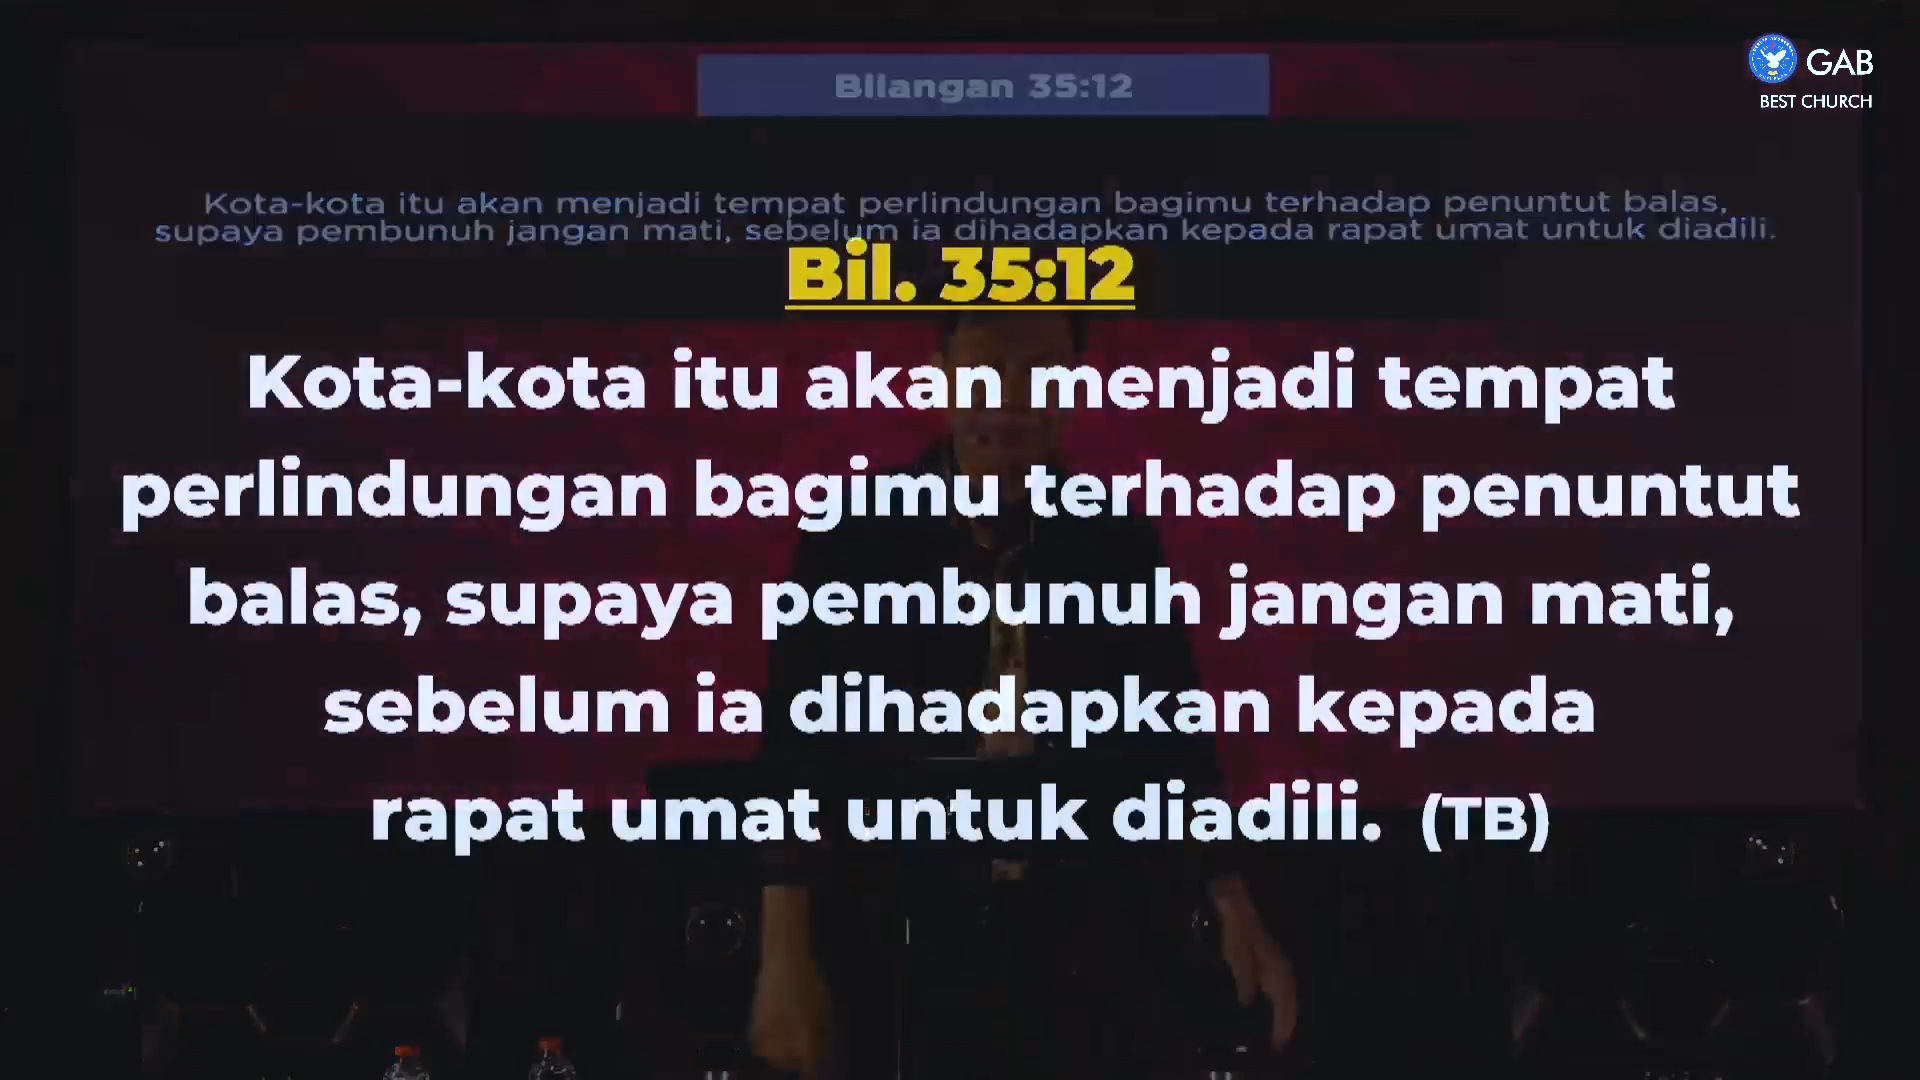 GAB
BEST CHURCH
Bilangan 35:12
Kota-kota itu akan menjadi tempat perlindungan bagimu terhadap penuntut balas,
supaya pembunuh jangan mati, sebelum ia dihadapkan kepada rapat umat untuk diadili.
Bil. 35:12
Kota-kota itu akan menjadi tempat
perlindungan bagimu terhadap penuntut
balas, supaya pembunuh jangan mati,
sebelum ia dihadapkan kepada
rapat umat untuk diadili. (TB)